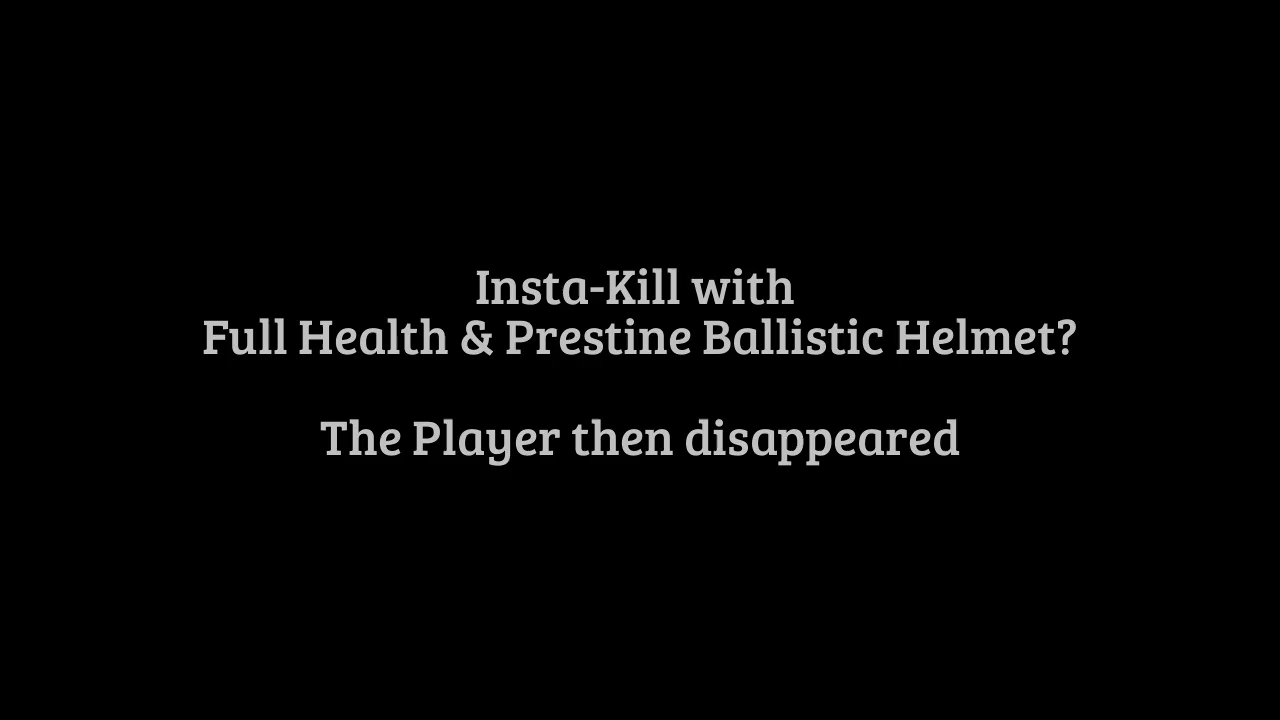 Insta-Kill with
Full Health & Prestine Ballistic Helmet?
The Player then disappeared